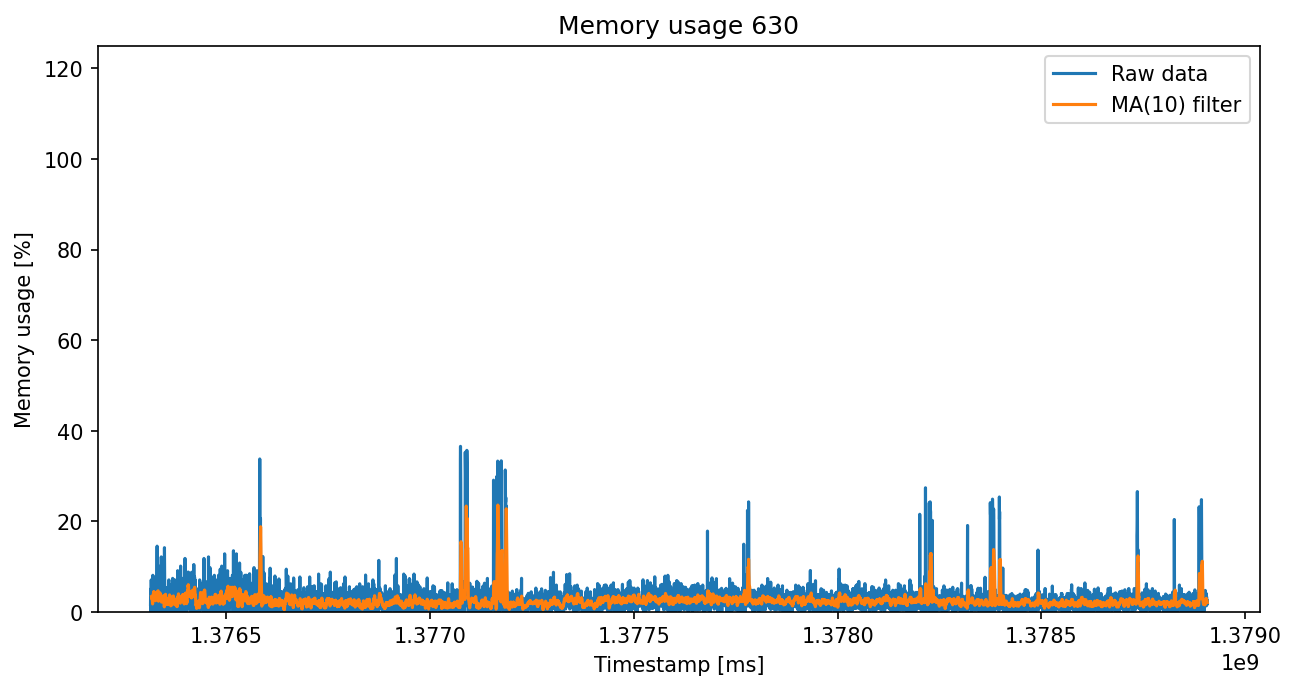 Memory usage 630
Raw data
MA(10) filter
Memory usage [%]
120
100
80
60
40
20
0
1.3765 1.3770 1.3775 1.3780 1.3785 1.3790
1e9
Timestamp [ms]